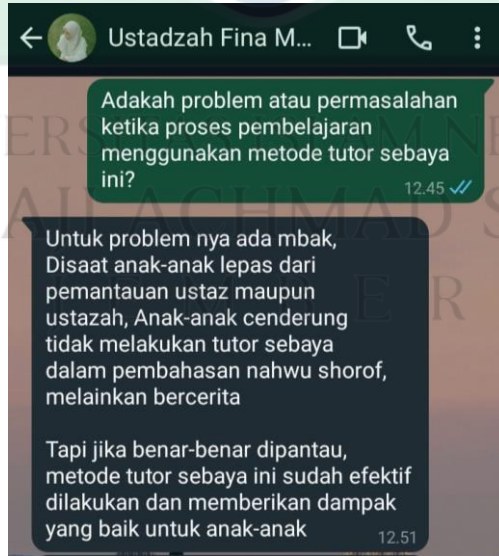 Ustadzah Fina M...
Adakah problem atau permasalahan
ketika proses pembelajaran
menggunakan metode tutor sebaya
ini?
12.45
Untuk problem nya ada mbak,
Disaat anak-anak lepas dari
pemantauan ustaz maupun
ustazah, Anak-anak cenderung
tidak melakukan tutor sebaya
dalam pembahasan nahwu shorof,
melainkan bercerita
Tapi jika benar-benar dipantau,
metode tutor sebaya ini sudah efektif
dilakukan dan memberikan dampak
yang baik untuk anak-anak
12.51